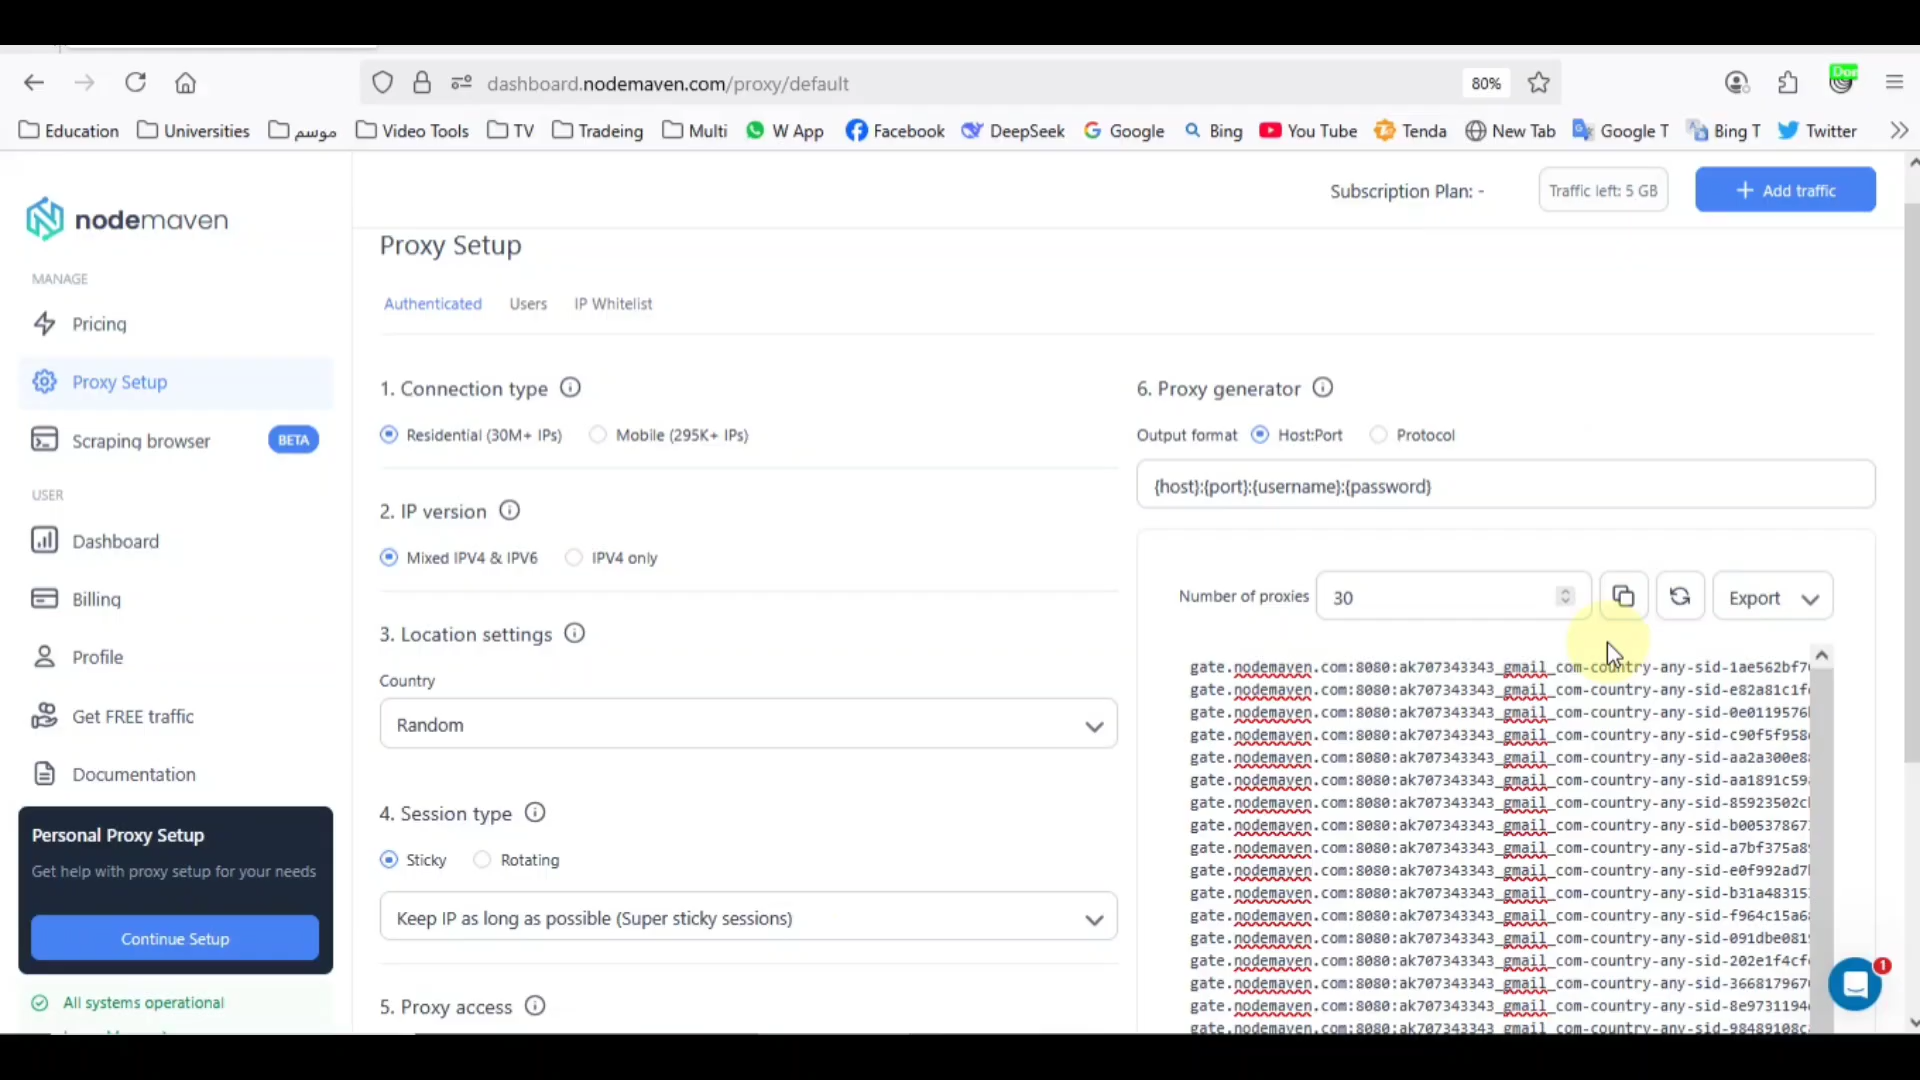 dashboard.nodemaven.com/proxy/default
80%
Dor
Education
Universities
موسم
Video Tools
TV
Tradeing
Multi
W App
Facebook
DeepSeek
Google
Bing
You Tube
Tenda
New Tab
Google T
Bing T
Twitter
nodemaven
Subscription Plan: -
Traffic left: 5 GB
+ Add traffic
MANAGE
Pricing
Proxy Setup
Scraping browser
BETA
USER
Dashboard
Billing
Profile
Get FREE traffic
Documentation
Personal Proxy Setup
Get help with proxy setup for your needs
Continue Setup
All systems operational
Proxy Setup
Authenticated
Users
IP Whitelist
1. Connection type
Residential (30M+ IPs)
Mobile (295K+ IPs)
2. IP version
Mixed IPV4 & IPV6
IPV4 only
3. Location settings
Country
Random
4. Session type
Sticky
Rotating
Keep IP as long as possible (Super sticky sessions)
5. Proxy access
6. Proxy generator
Output format
Host:Port
Protocol
{host}:{port}:{username}:{password}
Number of proxies
30
Export
gate.nodemaven.com:8080:ak707343343_gmail_com-country-any-sid-1ae562bf7
gate.nodemaven.com:8080:ak707343343_gmail_com-country-any-sid-e82a81c1f
gate.nodemaven.com:8080:ak707343343_gmail_com-country-any-sid-0e0119576
gate.nodemaven.com:8080:ak707343343_gmail_com-country-any-sid-c90f5f958
gate.nodemaven.com:8080:ak707343343_gmail_com-country-any-sid-aa2a300e8
gate.nodemaven.com:8080:ak707343343_gmail_com-country-any-sid-aa1891c59
gate.nodemaven.com:8080:ak707343343_gmail_com-country-any-sid-85923502c
gate.nodemaven.com:8080:ak707343343_gmail_com-country-any-sid-b00537867
gate.nodemaven.com:8080:ak707343343_gmail_com-country-any-sid-a7bf375a8
gate.nodemaven.com:8080:ak707343343_gmail_com-country-any-sid-e0f992ad7
gate.nodemaven.com:8080:ak707343343_gmail_com-country-any-sid-b31a48315
gate.nodemaven.com:8080:ak707343343_gmail_com-country-any-sid-f964c15a6
gate.nodemaven.com:8080:ak707343343_gmail_com-country-any-sid-091dbe081
gate.nodemaven.com:8080:ak707343343_gmail_com-country-any-sid-202e1f4cf
gate.nodemaven.com:8080:ak707343343_gmail_com-country-any-sid-366817967
gate.nodemaven.com:8080:ak707343343_gmail_com-country-any-sid-8e9731194
gate.nodemaven.com:8080:ak707343343_gmail_com-country-any-sid-98489108c
1